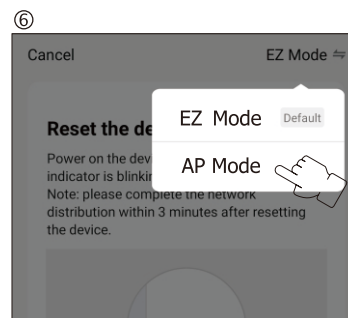 ⑥
Cancel
EZ Mode ⇋
EZ Mode Default
AP Mode
Reset the de
Power on the dev
indicator is blinkin
Note: please complete the network
distribution within 3 minutes after resetting
the device.